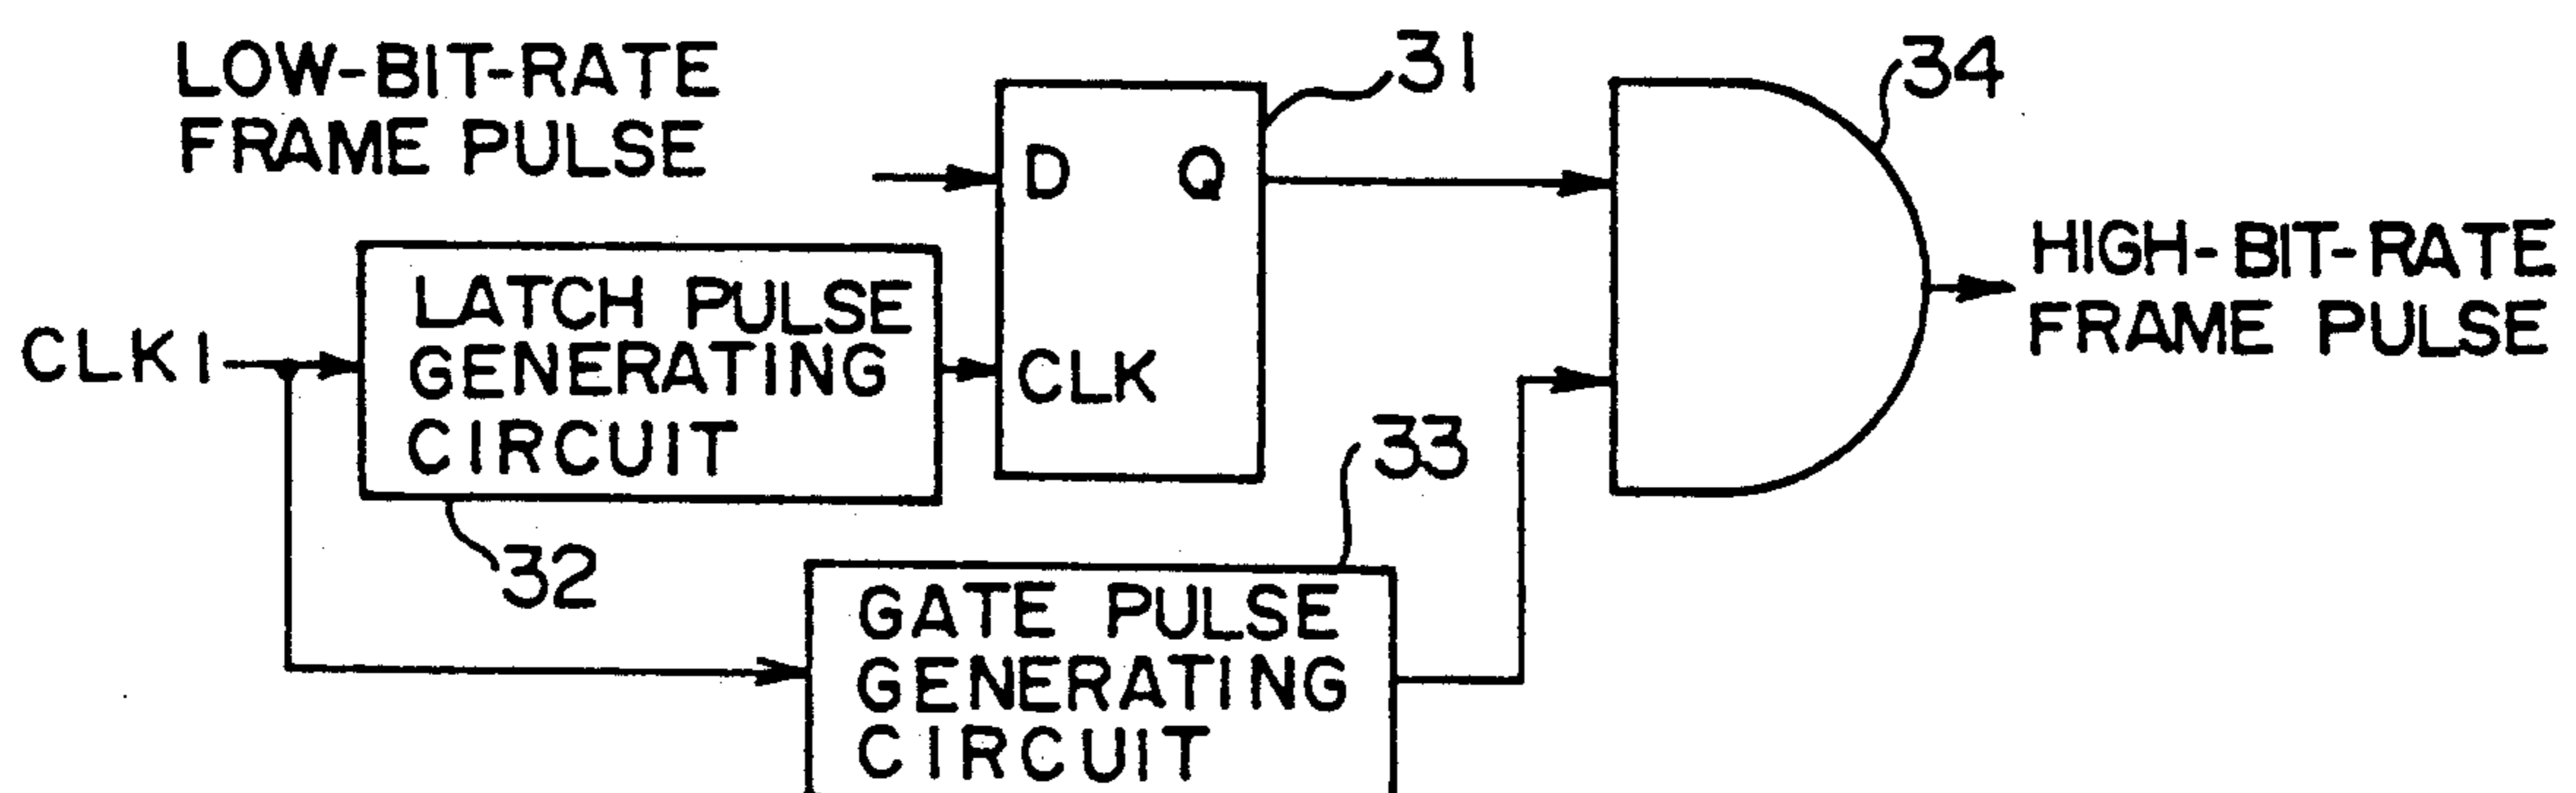 LOW-BIT-RATE
FRAME PULSE
31
34
D Q
HIGH-BIT-RATE
FRAME PULSE
CLK1
LATCH PULSE
GENERATING
CIRCUIT
CLK
33
32
GATE PULSE
GENERATING
CIRCUIT